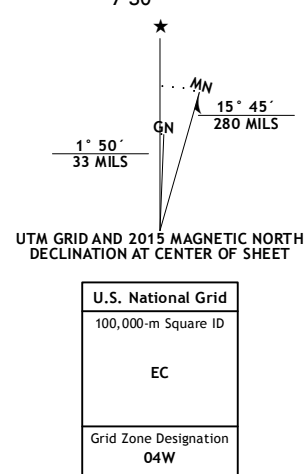 MN
GN
15° 45´
280 MILS
1° 50´
33 MILS
UTM GRID AND 2015 MAGNETIC NORTH
DECLINATION AT CENTER OF SHEET
U.S. National Grid
100,000-m Square ID
EC
Grid Zone Designation
04W